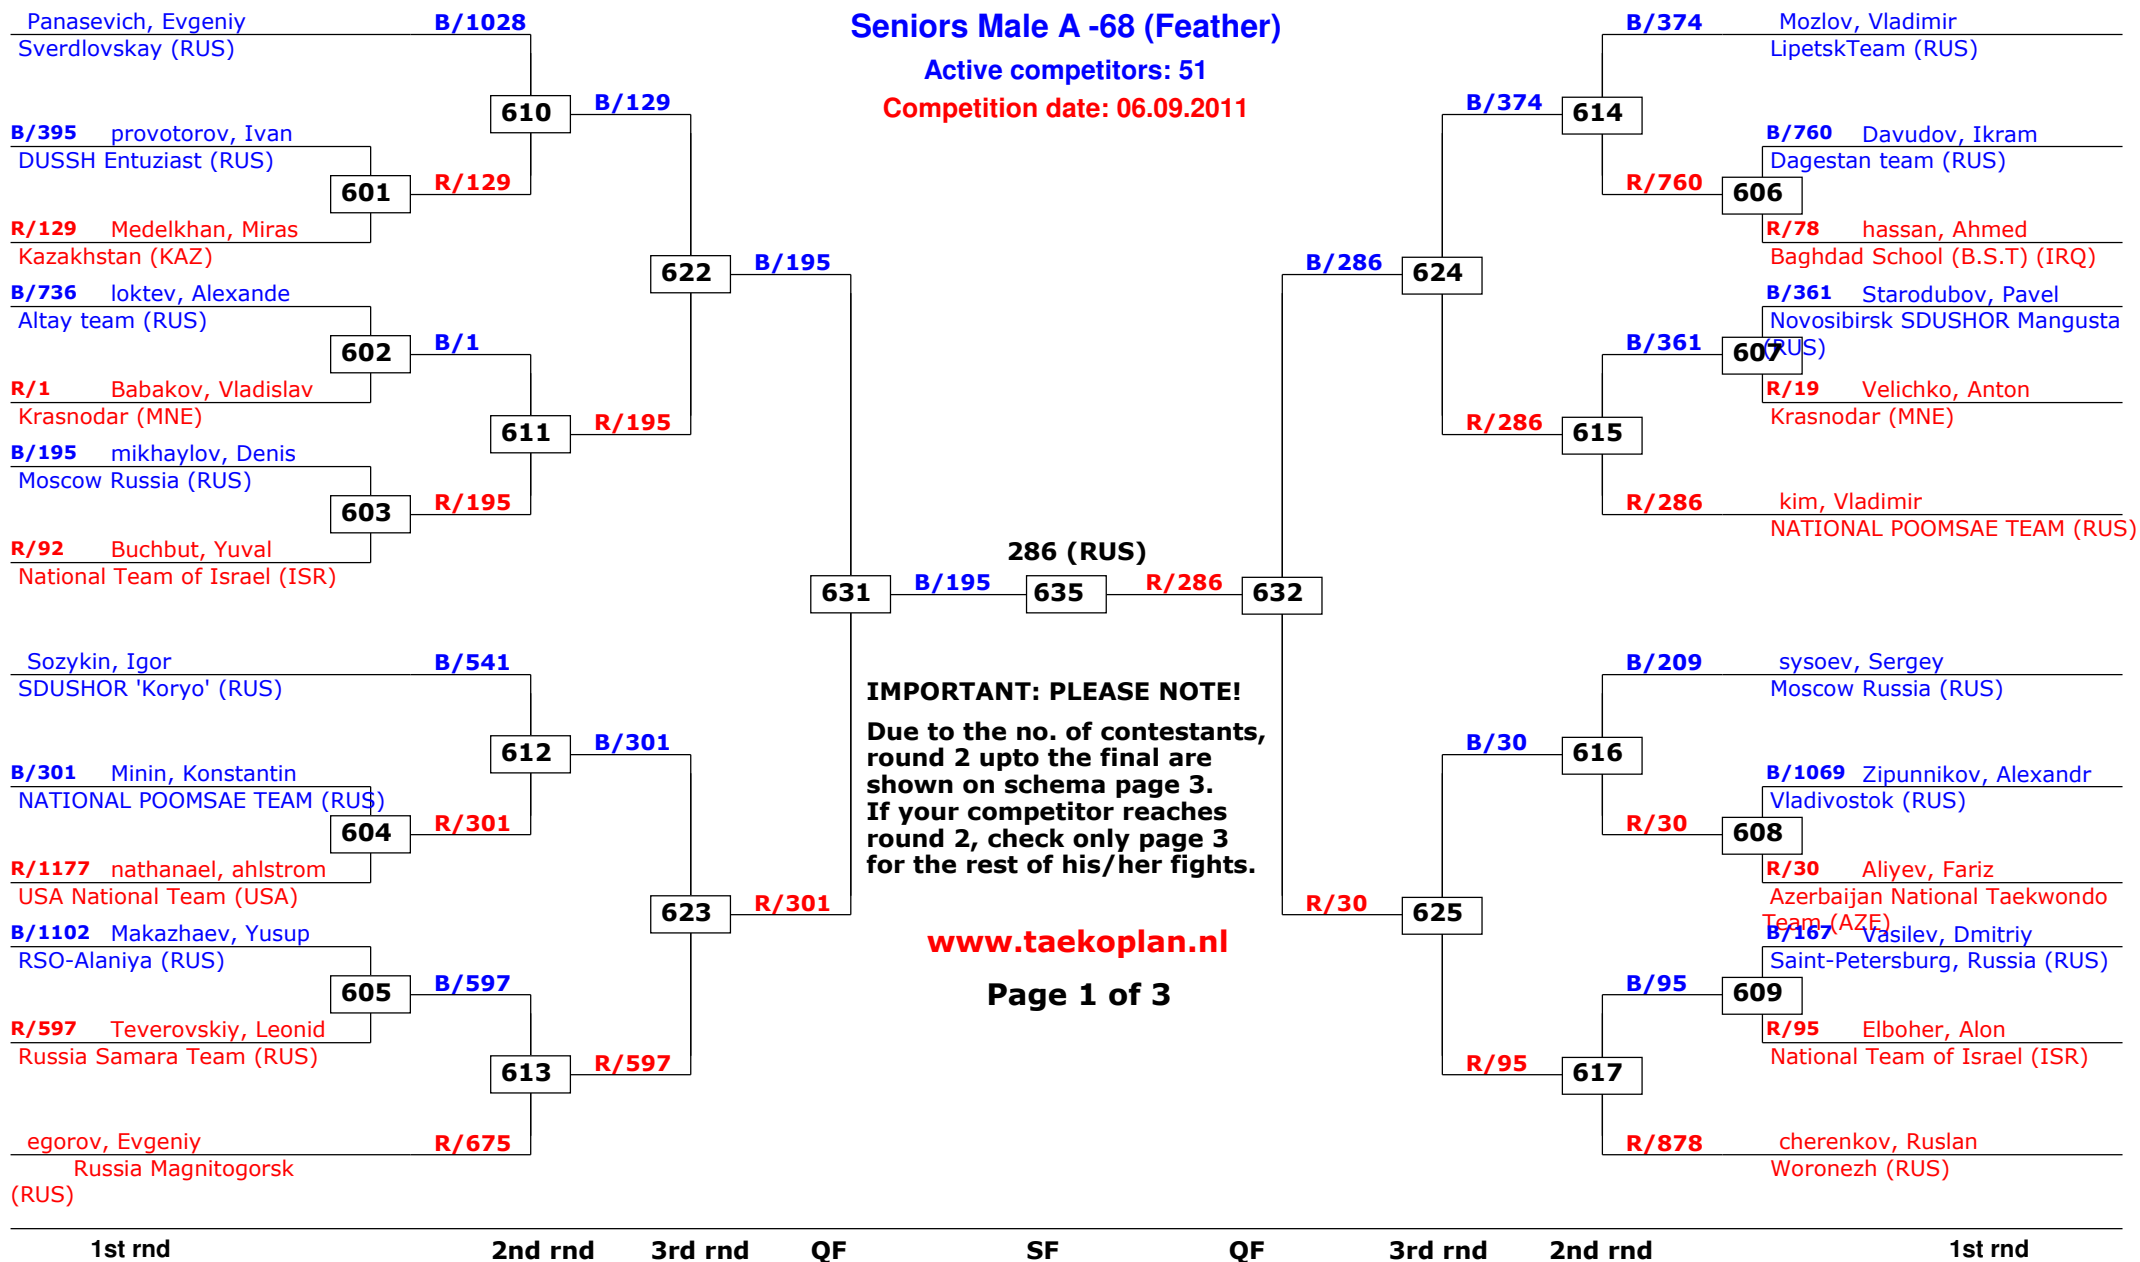 Seniors Male A -68 (Feather)
Active competitors: 51
Competition date: 06.09.2011
Panasevich, Evgeniy
B/1028
Sverdlovskay (RUS)
610
B/129
B/395 provotorov, Ivan
DUSSH Entuziast (RUS)
601
R/129
R/129 Medelkhan, Miras
Kazakhstan (KAZ)
622
B/195
B/736 loktev, Alexande
Altay team (RUS)
602
B/1
R/1 Babakov, Vladislav
Krasnodar (MNE)
611
R/195
B/195 mikhaylov, Denis
Moscow Russia (RUS)
603
R/195
R/92 Buchbut, Yuval
National Team of Israel (ISR)
631
B/195
286 (RUS)
635
R/286
632
Sozykin, Igor
B/541
SDUSHOR 'Koryo' (RUS)
612
B/301
B/301 Minin, Konstantin
NATIONAL POOMSAE TEAM (RUS)
604
R/301
R/1177 nathanael, ahlstrom
USA National Team (USA)
623
R/301
B/1102 Makazhaev, Yusup
RSO-Alaniya (RUS)
605
B/597
R/597 Teverovskiy, Leonid
Russia Samara Team (RUS)
613
R/597
egorov, Evgeniy
R/675
Russia Magnitogorsk
(RUS)
IMPORTANT: PLEASE NOTE!
Due to the no. of contestants,
round 2 upto the final are
shown on schema page 3.
If your competitor reaches
round 2, check only page 3
for the rest of his/her fights.
www.taekoplan.nl
Page 1 of 3
B/374
Mozlov, Vladimir
LipetskTeam (RUS)
B/374
614
B/760 Davudov, Ikram
Dagestan team (RUS)
R/760
606
R/78 hassan, Ahmed
Baghdad School (B.S.T) (IRQ)
B/286
624
B/361 Starodubov, Pavel
Novosibirsk SDUSHOR Mangusta
(RUS)
B/361
607
R/19 Velichko, Anton
Krasnodar (MNE)
R/286
615
R/286
kim, Vladimir
NATIONAL POOMSAE TEAM (RUS)
B/209
sysoev, Sergey
Moscow Russia (RUS)
B/30
616
B/1069 Zipunnikov, Alexandr
Vladivostok (RUS)
R/30
608
R/30 Aliyev, Fariz
Azerbaijan National Taekwondo
Team (AZE)
R/30
625
B/167 Vasilev, Dmitriy
Saint-Petersburg, Russia (RUS)
B/95
609
R/95 Elboher, Alon
National Team of Israel (ISR)
R/95
617
R/878
cherenkov, Ruslan
Woronezh (RUS)
1st rnd 2nd rnd 3rd rnd QF SF QF 3rd rnd 2nd rnd 1st rnd